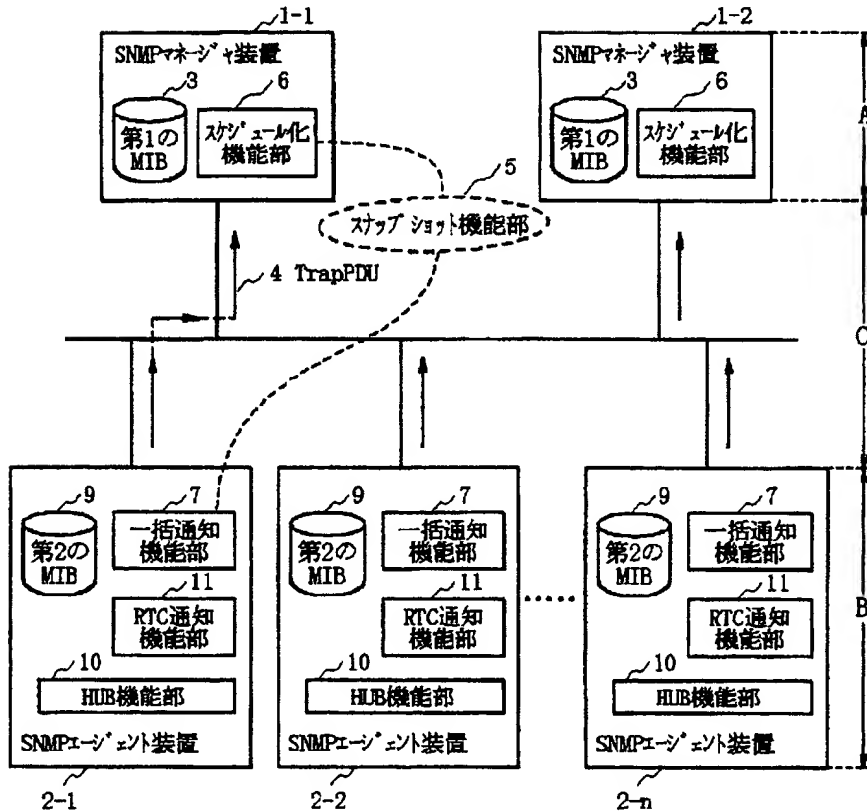 1-1
1-2
SNMPマネージャ装置
SNMPマネージャ装置
3
6
3
6
第1の
MIB
スケジュール化
機能部
第1の
MIB
スケジュール化
機能部
A
5
スナップショット機能部
4 TrapPDU
C
9
7
9
7
9
7
第2の
MIB
一括通知
機能部
第2の
MIB
一括通知
機能部
第2の
MIB
一括通知
機能部
11
11
11
RTC通知
機能部
RTC通知
機能部
RTC通知
機能部
B
10
10
10
HUB機能部
HUB機能部
HUB機能部
SNMPエージェント装置
SNMPエージェント装置
SNMPエージェント装置
2-1
2-2
2-n